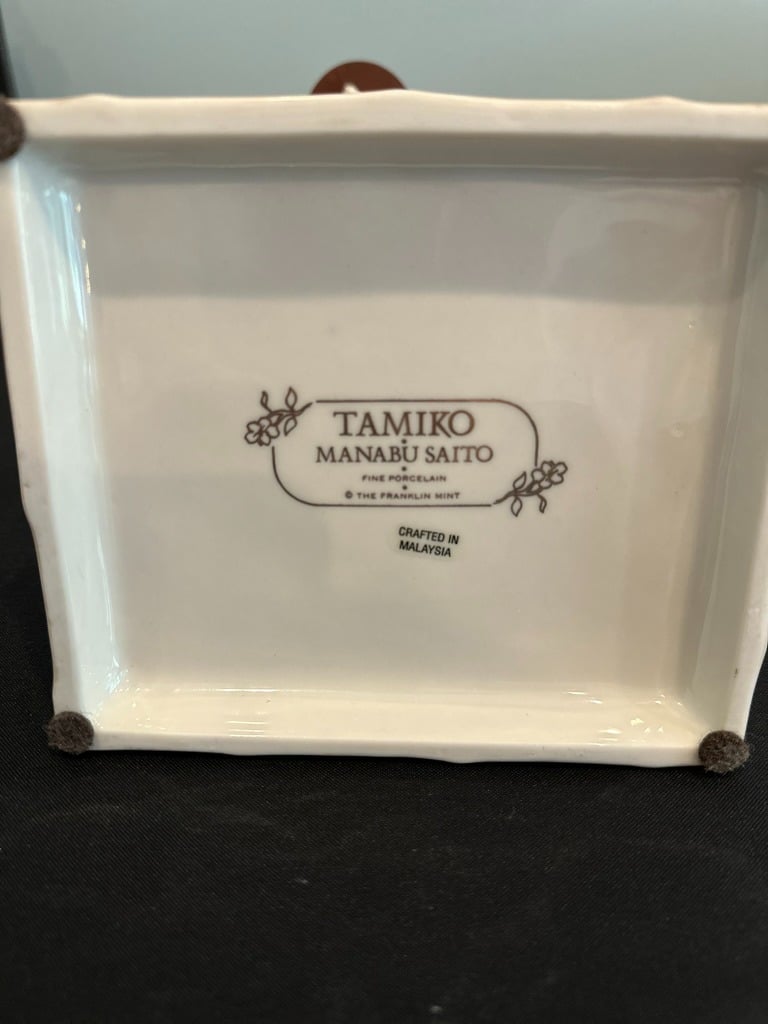 TAMIKO
MANABU SAITO
FINE PORCELAIN
© THE FRANKLIN MINT
CRAFTED IN
MALAYSIA